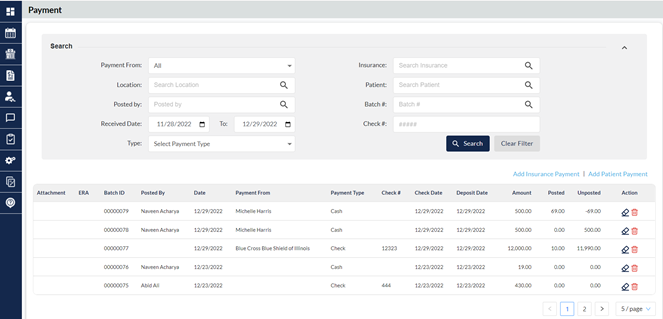 Payment
Search
Payment From: All Insurance: Search Insurance
Location: Search Location Patient: Search Patient
Posted by: Posted by Batch #: Batch #
Received Date: 11/28/2022 To: 12/29/2022 Check #: #####
Type: Select Payment Type Search Clear Filter
Add Insurance Payment | Add Patient Payment
Attachment ERA Batch ID Posted By Date Payment From Payment Type Check # Check Date Deposit Date Amount Posted Unposted Action
00000079 Naveen Acharya 12/29/2022 Michelle Harris Cash 12/29/2022 12/29/2022 500.00 69.00 -69.00
00000078 Naveen Acharya 12/29/2022 Michelle Harris Cash 12/29/2022 12/29/2022 500.00 0.00 500.00
00000077 12/29/2022 Blue Cross Blue Shield of Illinois Check 12323 12/29/2022 12/29/2022 12,000.00 10.00 11,990.00
00000076 Naveen Acharya 12/23/2022 Cash 12/23/2022 12/23/2022 19.00 0.00 0.00
00000075 Abid Ali 12/23/2022 Check 444 12/23/2022 12/23/2022 430.00 0.00 0.00
< 1 2 > 5 / page